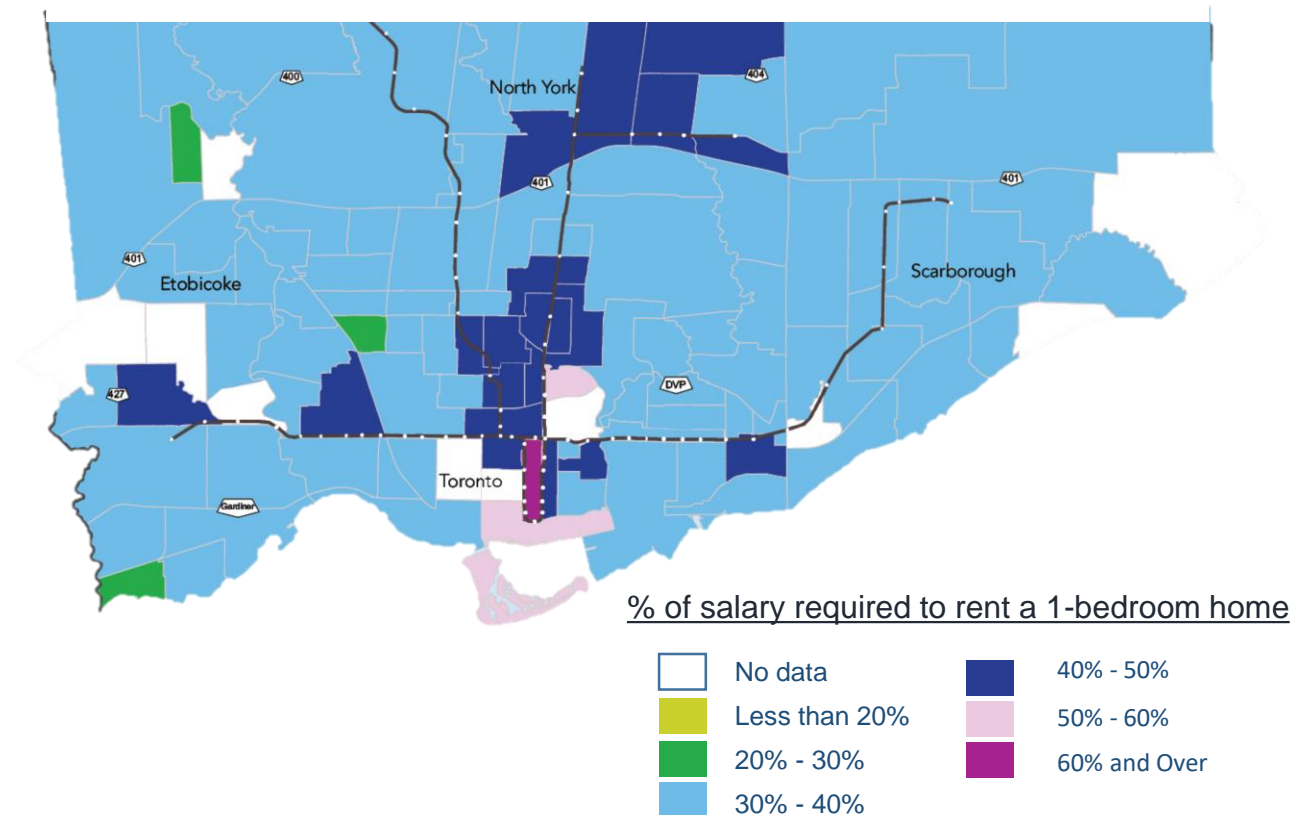 400
404
North York
401
401
401
Etobicoke
Scarborough
427
DVP
Toronto
Gardiner
% of salary required to rent a 1-bedroom home
No data
Less than 20%
20% - 30%
30% - 40%
40% - 50%
50% - 60%
60% and Over